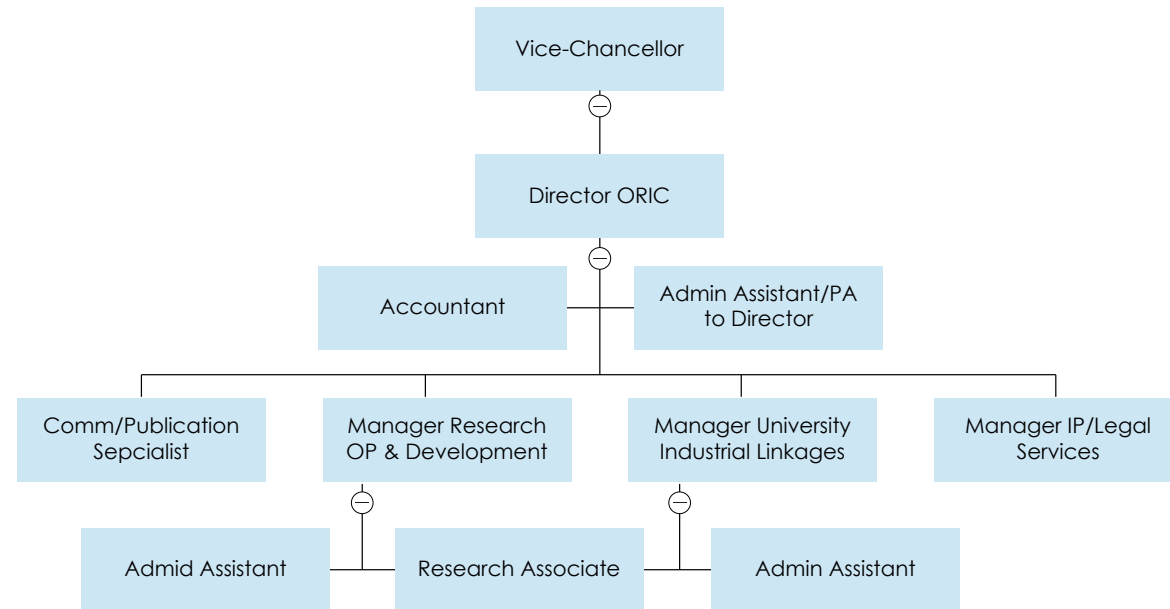 Vice-Chancellor
Director ORIC
Accountant
Admin Assistant/PA
to Director
Comm/Publication
Sepcialist
Manager Research
OP & Development
Manager University
Industrial Linkages
Manager IP/Legal
Services
Admid Assistant
Research Associate
Admin Assistant